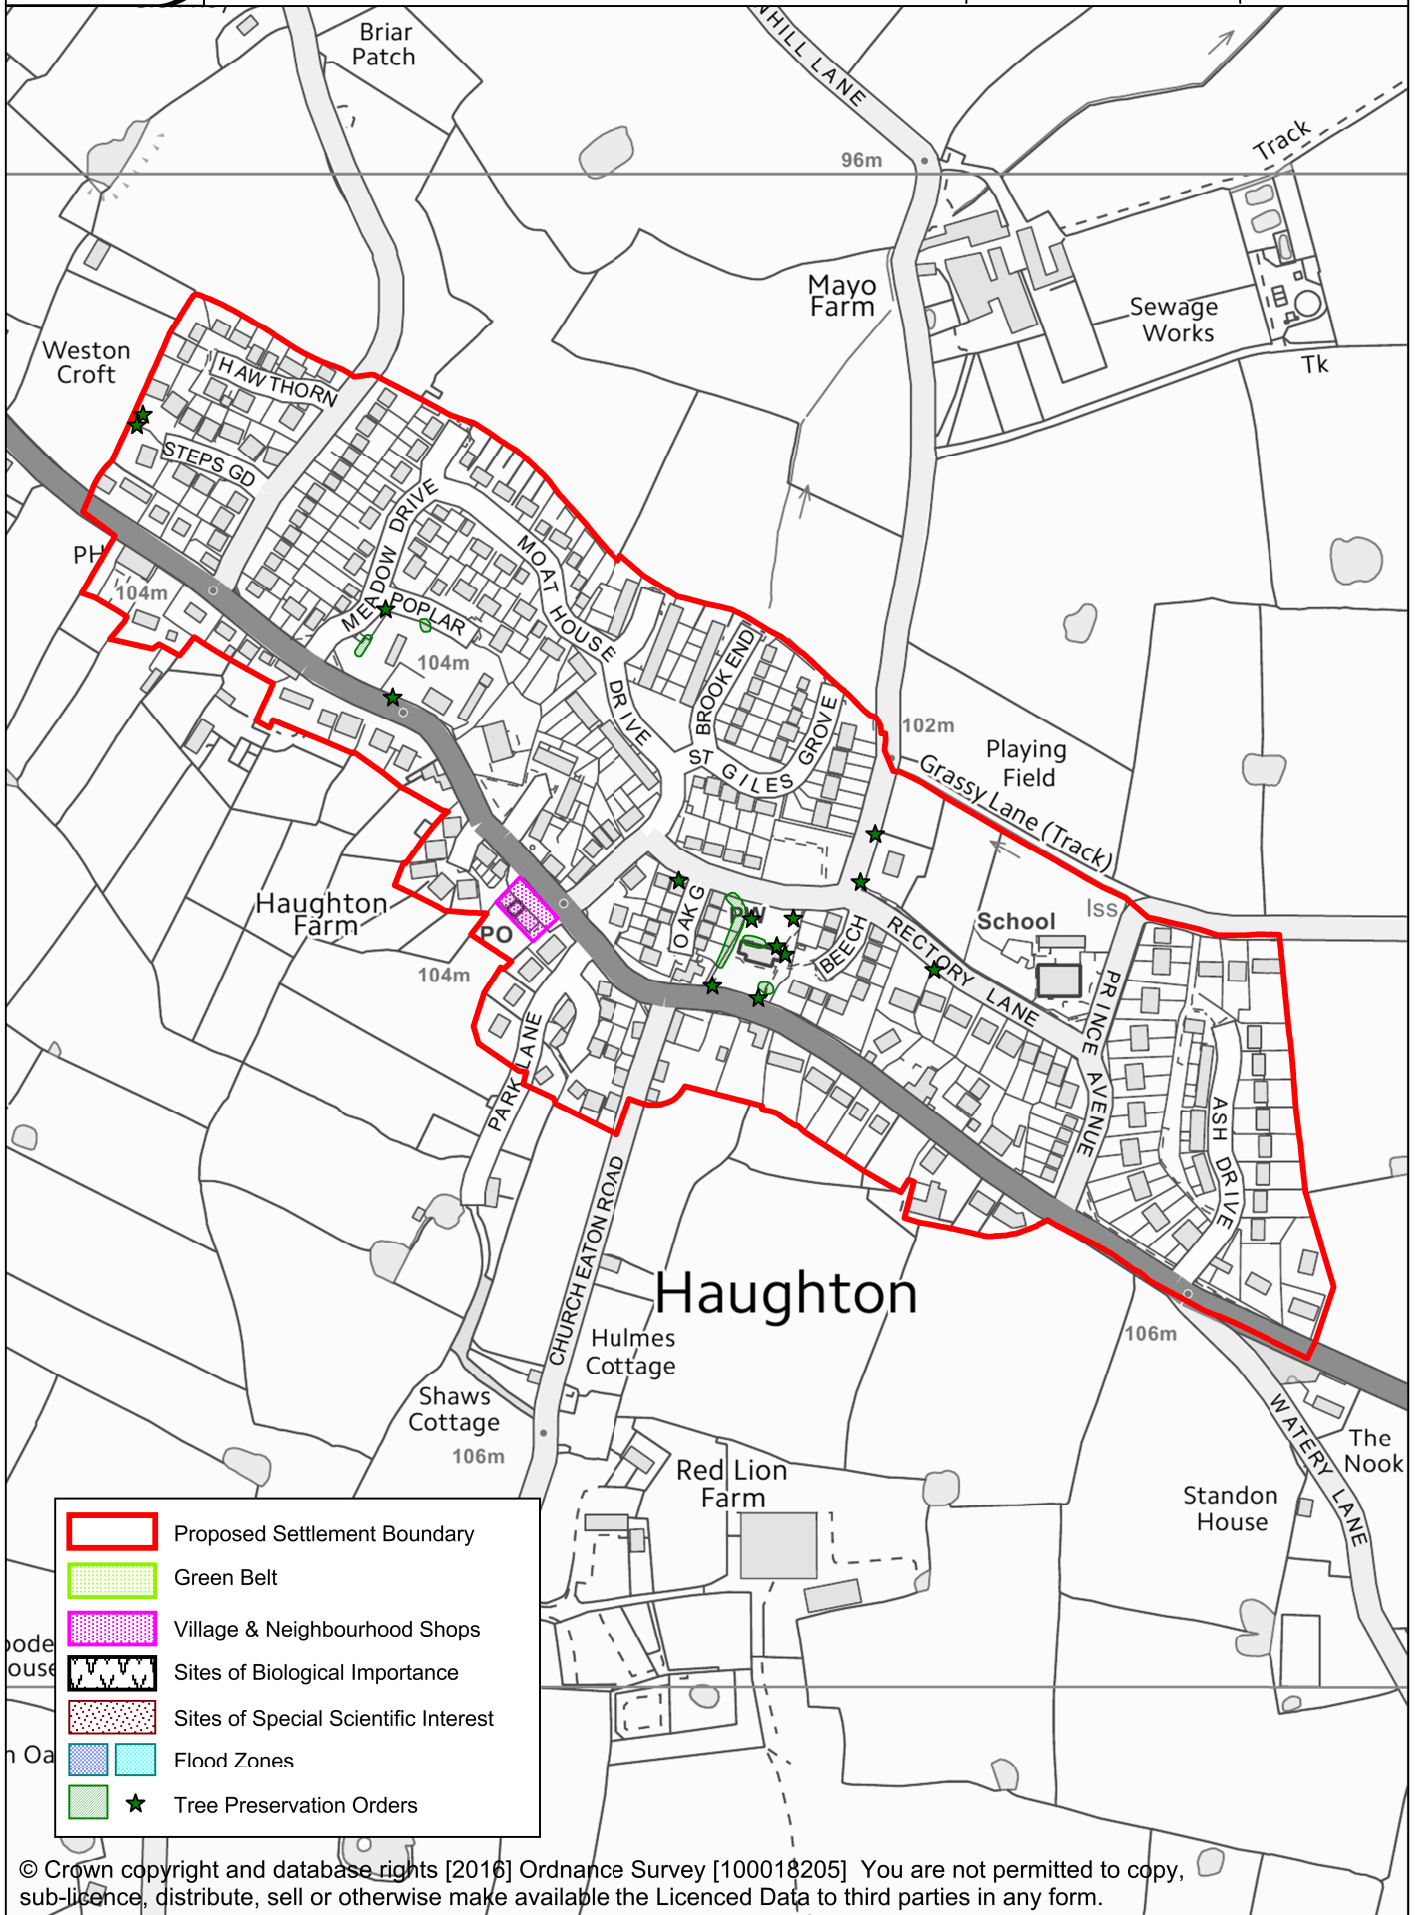 Briar
Patch
NHILL LANE
96m
Track
Mayo
Farm
Sewage
Works
Tk
Weston
Croft
HAWTHORN
STEPS GD
PH
104m
MEADOW DRIVE
POPLAR
104m
MOAT HOUSE DRIVE
BROOK END
ST GILES GROVE
102m
Playing
Field
Grassy Lane (Track)
Haughton
Farm
PO
104m
OAK G
PW
BEECH
RECTORY LANE
School
Iss
PRINCE AVENUE
ASH DRIVE
PARK LANE
CHURCH EATON ROAD
Haughton
Hulmes
Cottage
106m
Shaws
Cottage
106m
Red Lion
Farm
WATERY LANE
The
Nook
Standon
House
Proposed Settlement Boundary
Green Belt
Village & Neighbourhood Shops
Sites of Biological Importance
Sites of Special Scientific Interest
Flood Zones
Tree Preservation Orders
© Crown copyright and database rights [2016] Ordnance Survey [100018205]  You are not permitted to copy,
sub-licence, distribute, sell or otherwise make available the Licenced Data to third parties in any form.